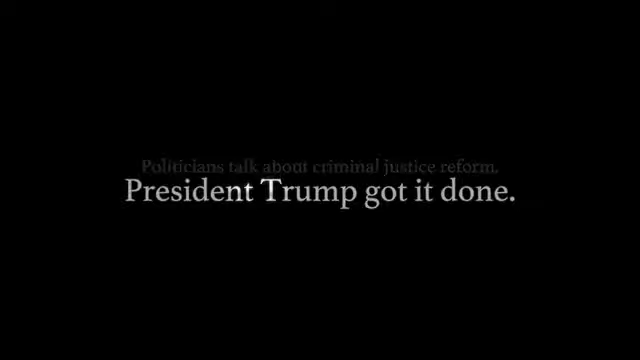 Politicians talk about criminal justice reform.
President Trump got it done.